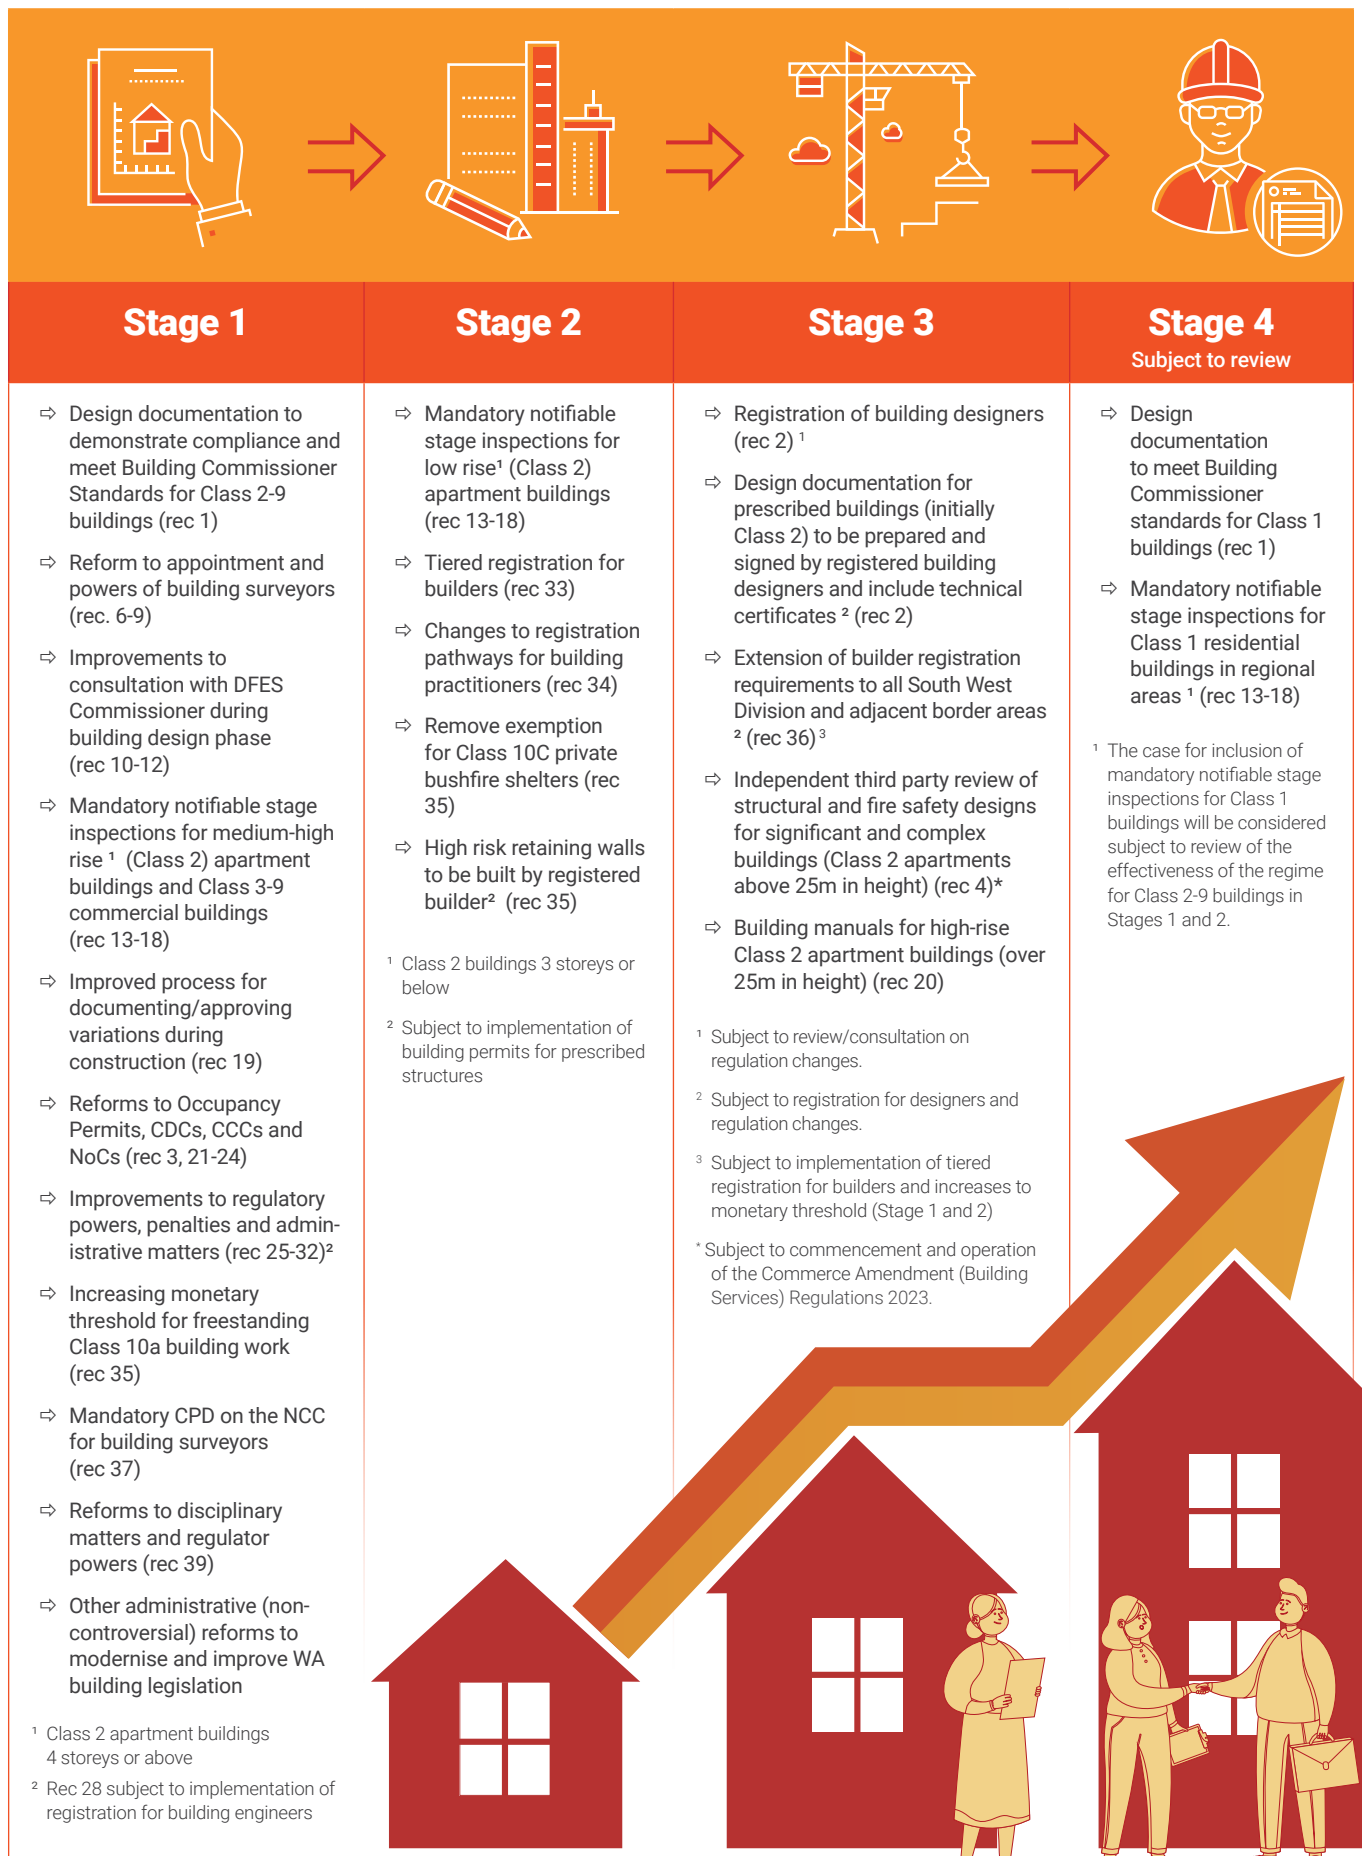 Stage 1
Design documentation to
demonstrate compliance and
meet Building Commissioner
Standards for Class 2-9
buildings (rec 1)
Reform to appointment and
powers of building surveyors
(rec. 6-9)
Improvements to
consultation with DFES
Commissioner during
building design phase
(rec 10-12)
Mandatory notifiable stage
inspections for medium-high
rise ¹ (Class 2) apartment
buildings and Class 3-9
commercial buildings
(rec 13-18)
Improved process for
documenting/approving
variations during
construction (rec 19)
Reforms to Occupancy
Permits, CDCs, CCCs and
NoCs (rec 3, 21-24)
Improvements to regulatory
powers, penalties and admin-
istrative matters (rec 25-32)²
Increasing monetary
threshold for freestanding
Class 10a building work
(rec 35)
Mandatory CPD on the NCC
for building surveyors
(rec 37)
Reforms to disciplinary
matters and regulator
powers (rec 39)
Other administrative (non-
controversial) reforms to
modernise and improve WA
building legislation
¹ Class 2 apartment buildings
4 storeys or above
² Rec 28 subject to implementation of
registration for building engineers
Stage 2
Mandatory notifiable
stage inspections for
low rise¹ (Class 2)
apartment buildings
(rec 13-18)
Tiered registration for
builders (rec 33)
Changes to registration
pathways for building
practitioners (rec 34)
Remove exemption
for Class 10C private
bushfire shelters (rec
35)
High risk retaining walls
to be built by registered
builder² (rec 35)
¹ Class 2 buildings 3 storeys or
below
² Subject to implementation of
building permits for prescribed
structures
Stage 3
Registration of building designers
(rec 2) ¹
Design documentation for
prescribed buildings (initially
Class 2) to be prepared and
signed by registered building
designers and include technical
certificates ² (rec 2)
Extension of builder registration
requirements to all South West
Division and adjacent border areas
² (rec 36) ³
Independent third party review of
structural and fire safety designs
for significant and complex
buildings (Class 2 apartments
above 25m in height) (rec 4)*
Building manuals for high-rise
Class 2 apartment buildings (over
25m in height) (rec 20)
¹ Subject to review/consultation on
regulation changes.
² Subject to registration for designers and
regulation changes.
³ Subject to implementation of tiered
registration for builders and increases to
monetary threshold (Stage 1 and 2)
* Subject to commencement and operation
of the Commerce Amendment (Building
Services) Regulations 2023.
Stage 4
Subject to review
Design
documentation
to meet Building
Commissioner
standards for Class 1
buildings (rec 1)
Mandatory notifiable
stage inspections for
Class 1 residential
buildings in regional
areas ¹ (rec 13-18)
¹ The case for inclusion of
mandatory notifiable stage
inspections for Class 1
buildings will be considered
subject to review of the
effectiveness of the regime
for Class 2-9 buildings in
Stages 1 and 2.